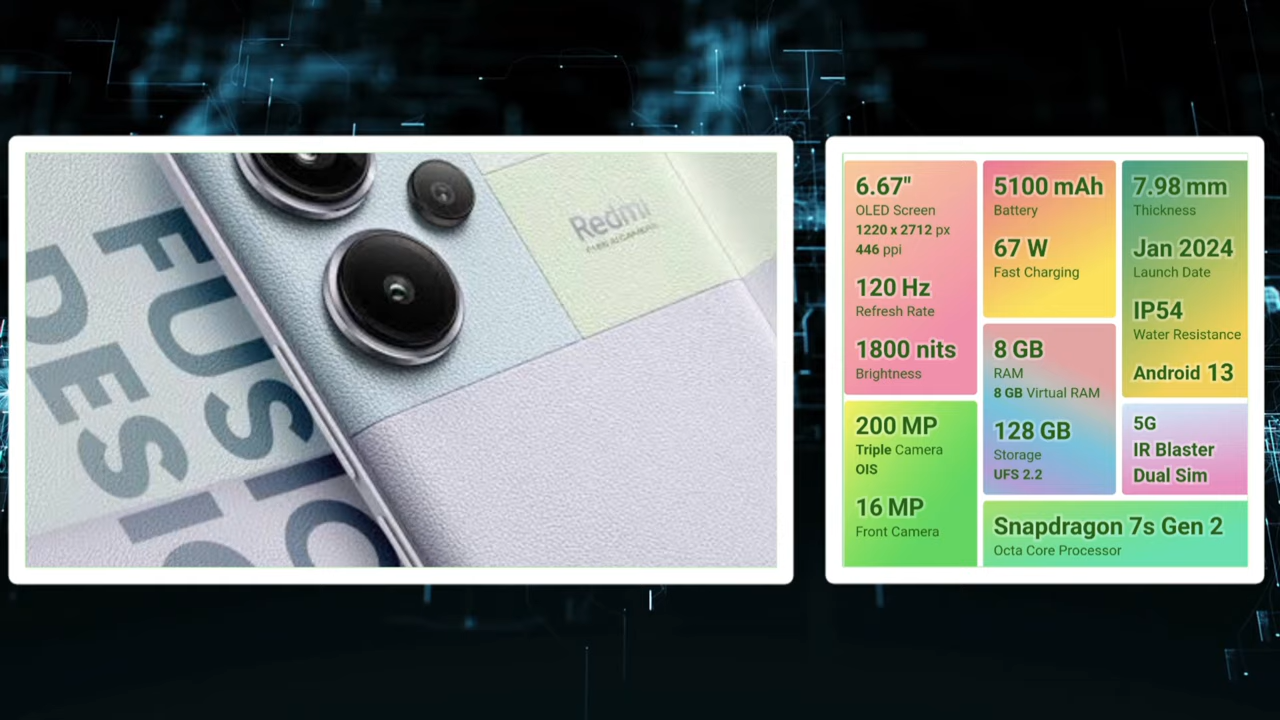 FUSIO
DESIG
Redmi
6.67"
OLED Screen
1220 x 2712 px
446 ppi
120 Hz
Refresh Rate
1800 nits
Brightness
200 MP
Triple Camera
OIS
16 MP
Front Camera
5100 mAh
Battery
67 W
Fast Charging
8 GB
RAM
8 GB Virtual RAM
128 GB
Storage
UFS 2.2
7.98 mm
Thickness
Jan 2024
Launch Date
IP54
Water Resistance
Android 13
5G
IR Blaster
Dual Sim
Snapdragon 7s Gen 2
Octa Core Processor